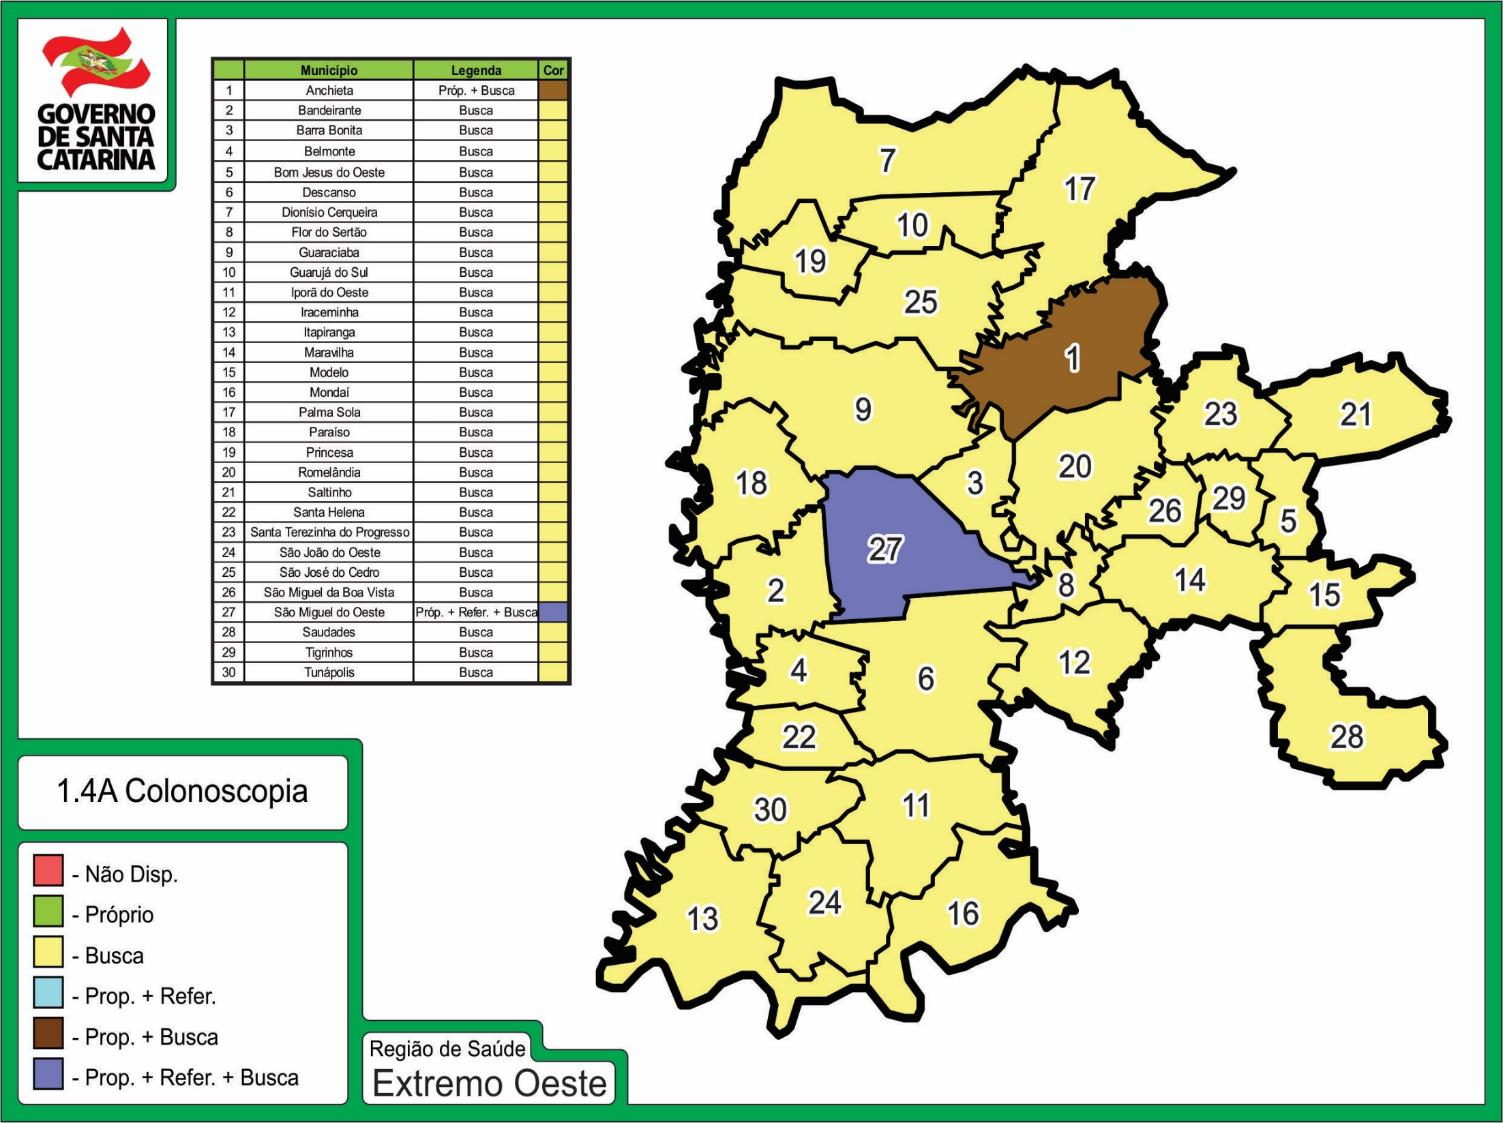 GOVERNO
DE SANTA
CATARINA
Município Legenda Cor
1 Anchieta Próp. + Busca
2 Bandeirante Busca
3 Barra Bonita Busca
4 Belmonte Busca
5 Bom Jesus do Oeste Busca
6 Descanso Busca
7 Dionísio Cerqueira Busca
8 Flor do Sertão Busca
9 Guaraciaba Busca
10 Guarujá do Sul Busca
11 Iporã do Oeste Busca
12 Iraceminha Busca
13 Itapiranga Busca
14 Maravilha Busca
15 Modelo Busca
16 Mondaí Busca
17 Palma Sola Busca
18 Paraíso Busca
19 Princesa Busca
20 Romelândia Busca
21 Saltinho Busca
22 Santa Helena Busca
23 Santa Terezinha do Progresso Busca
24 São João do Oeste Busca
25 São José do Cedro Busca
26 São Miguel da Boa Vista Busca
27 São Miguel do Oeste Próp. + Refer. + Busca
28 Saudades Busca
29 Tigrinhos Busca
30 Tunápolis Busca
7
17
10
19
25
1
9
23
21
20
18
3
29
26
5
27
14
8
2
15
12
4
6
22
28
11
30
24
16
13
1.4A Colonoscopia
- Não Disp.
- Próprio
- Busca
- Prop. + Refer.
- Prop. + Busca
- Prop. + Refer. + Busca
Região de Saúde
Extremo Oeste